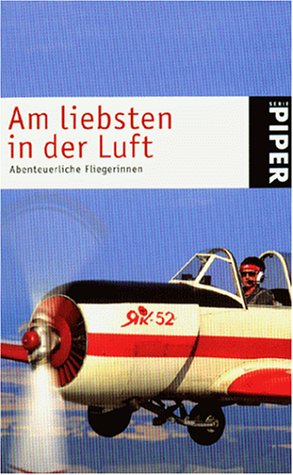 Am liebsten
in der Luft
Abenteuerliche Fliegerinnen
SERIE
PIPER
ЯК-52